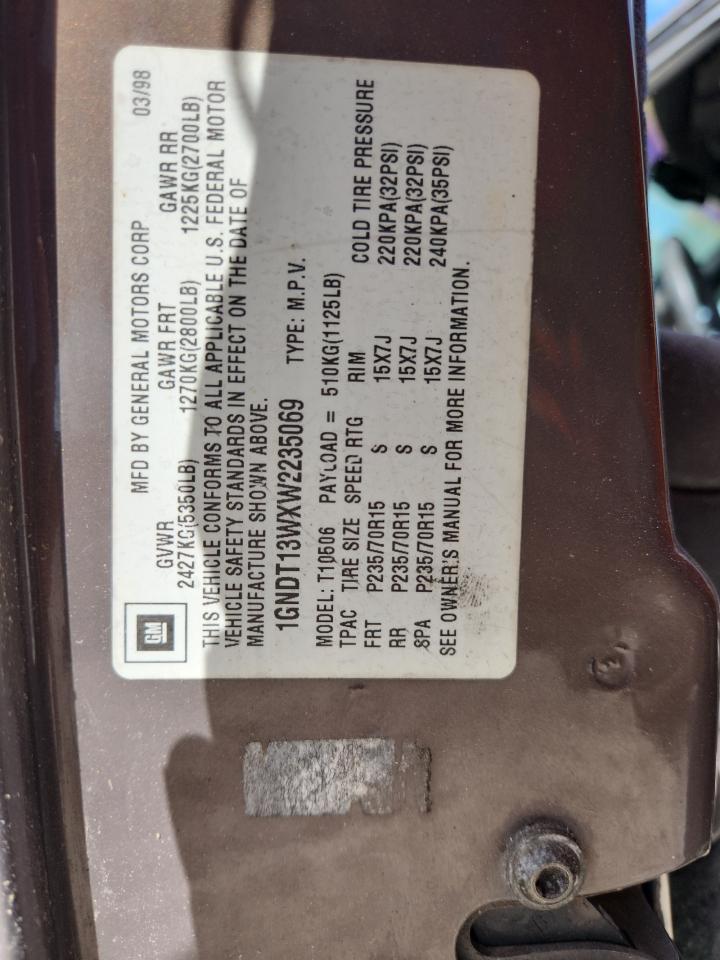 GM
MFD BY GENERAL MOTORS CORP 03/98
GVWR GAWR FRT GAWR RR
2427KG(5350LB) 1270KG(2800LB) 1225KG(2700LB)
THIS VEHICLE CONFORMS TO ALL APPLICABLE U.S. FEDERAL MOTOR
VEHICLE SAFETY STANDARDS IN EFFECT ON THE DATE OF
MANUFACTURE SHOWN ABOVE.
1GNDT13WXW2235069 TYPE: M.P.V.
MODEL: T10506 PAYLOAD = 510KG(1125LB)
TPAC TIRE SIZE SPEED RTG RIM COLD TIRE PRESSURE
FRT P235/70R15 S 15X7J 220KPA(32PSI)
RR P235/70R15 S 15X7J 220KPA(32PSI)
SPA P235/70R15 S 15X7J 240KPA(35PSI)
SEE OWNER'S MANUAL FOR MORE INFORMATION.